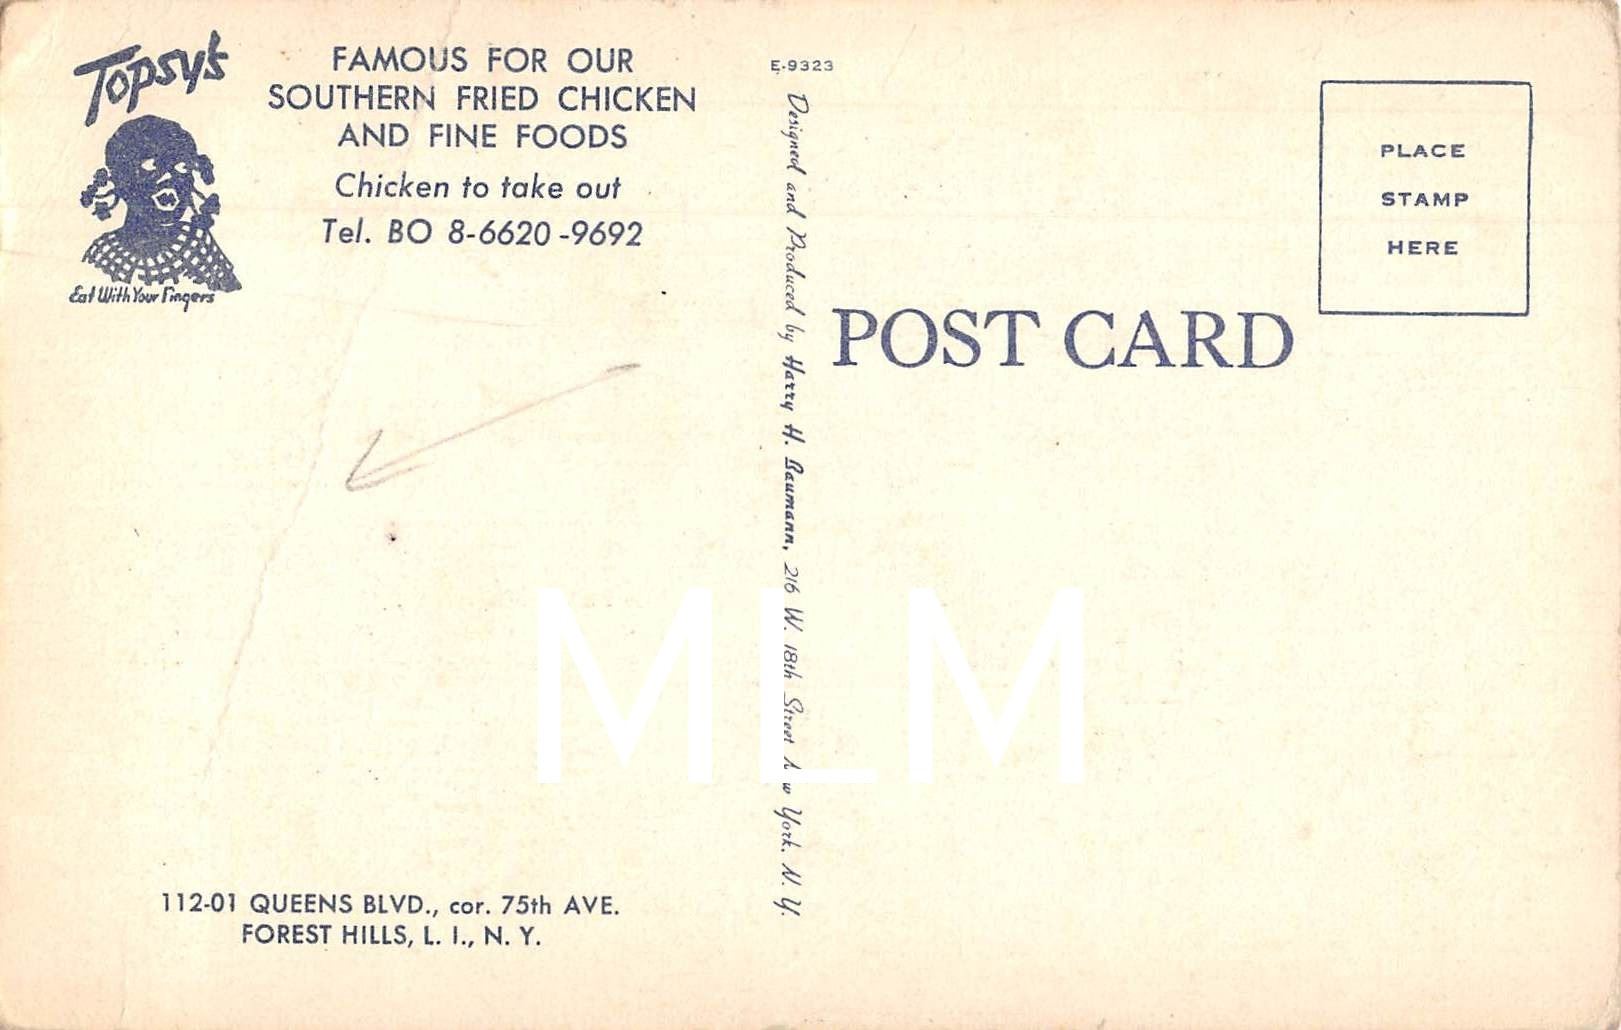 Topsy's
Eat With Your Fingers
FAMOUS FOR OUR
SOUTHERN FRIED CHICKEN
AND FINE FOODS
Chicken to take out
Tel. BO 8-6620 -9692
112-01 QUEENS BLVD., cor. 75th AVE.
FOREST HILLS, L. I., N. Y.
E-9323
Designed and Produced by Harry H. Baumann, 216 W. 18th Street New York, N. Y.
POST CARD
PLACE
STAMP
HERE
MLM